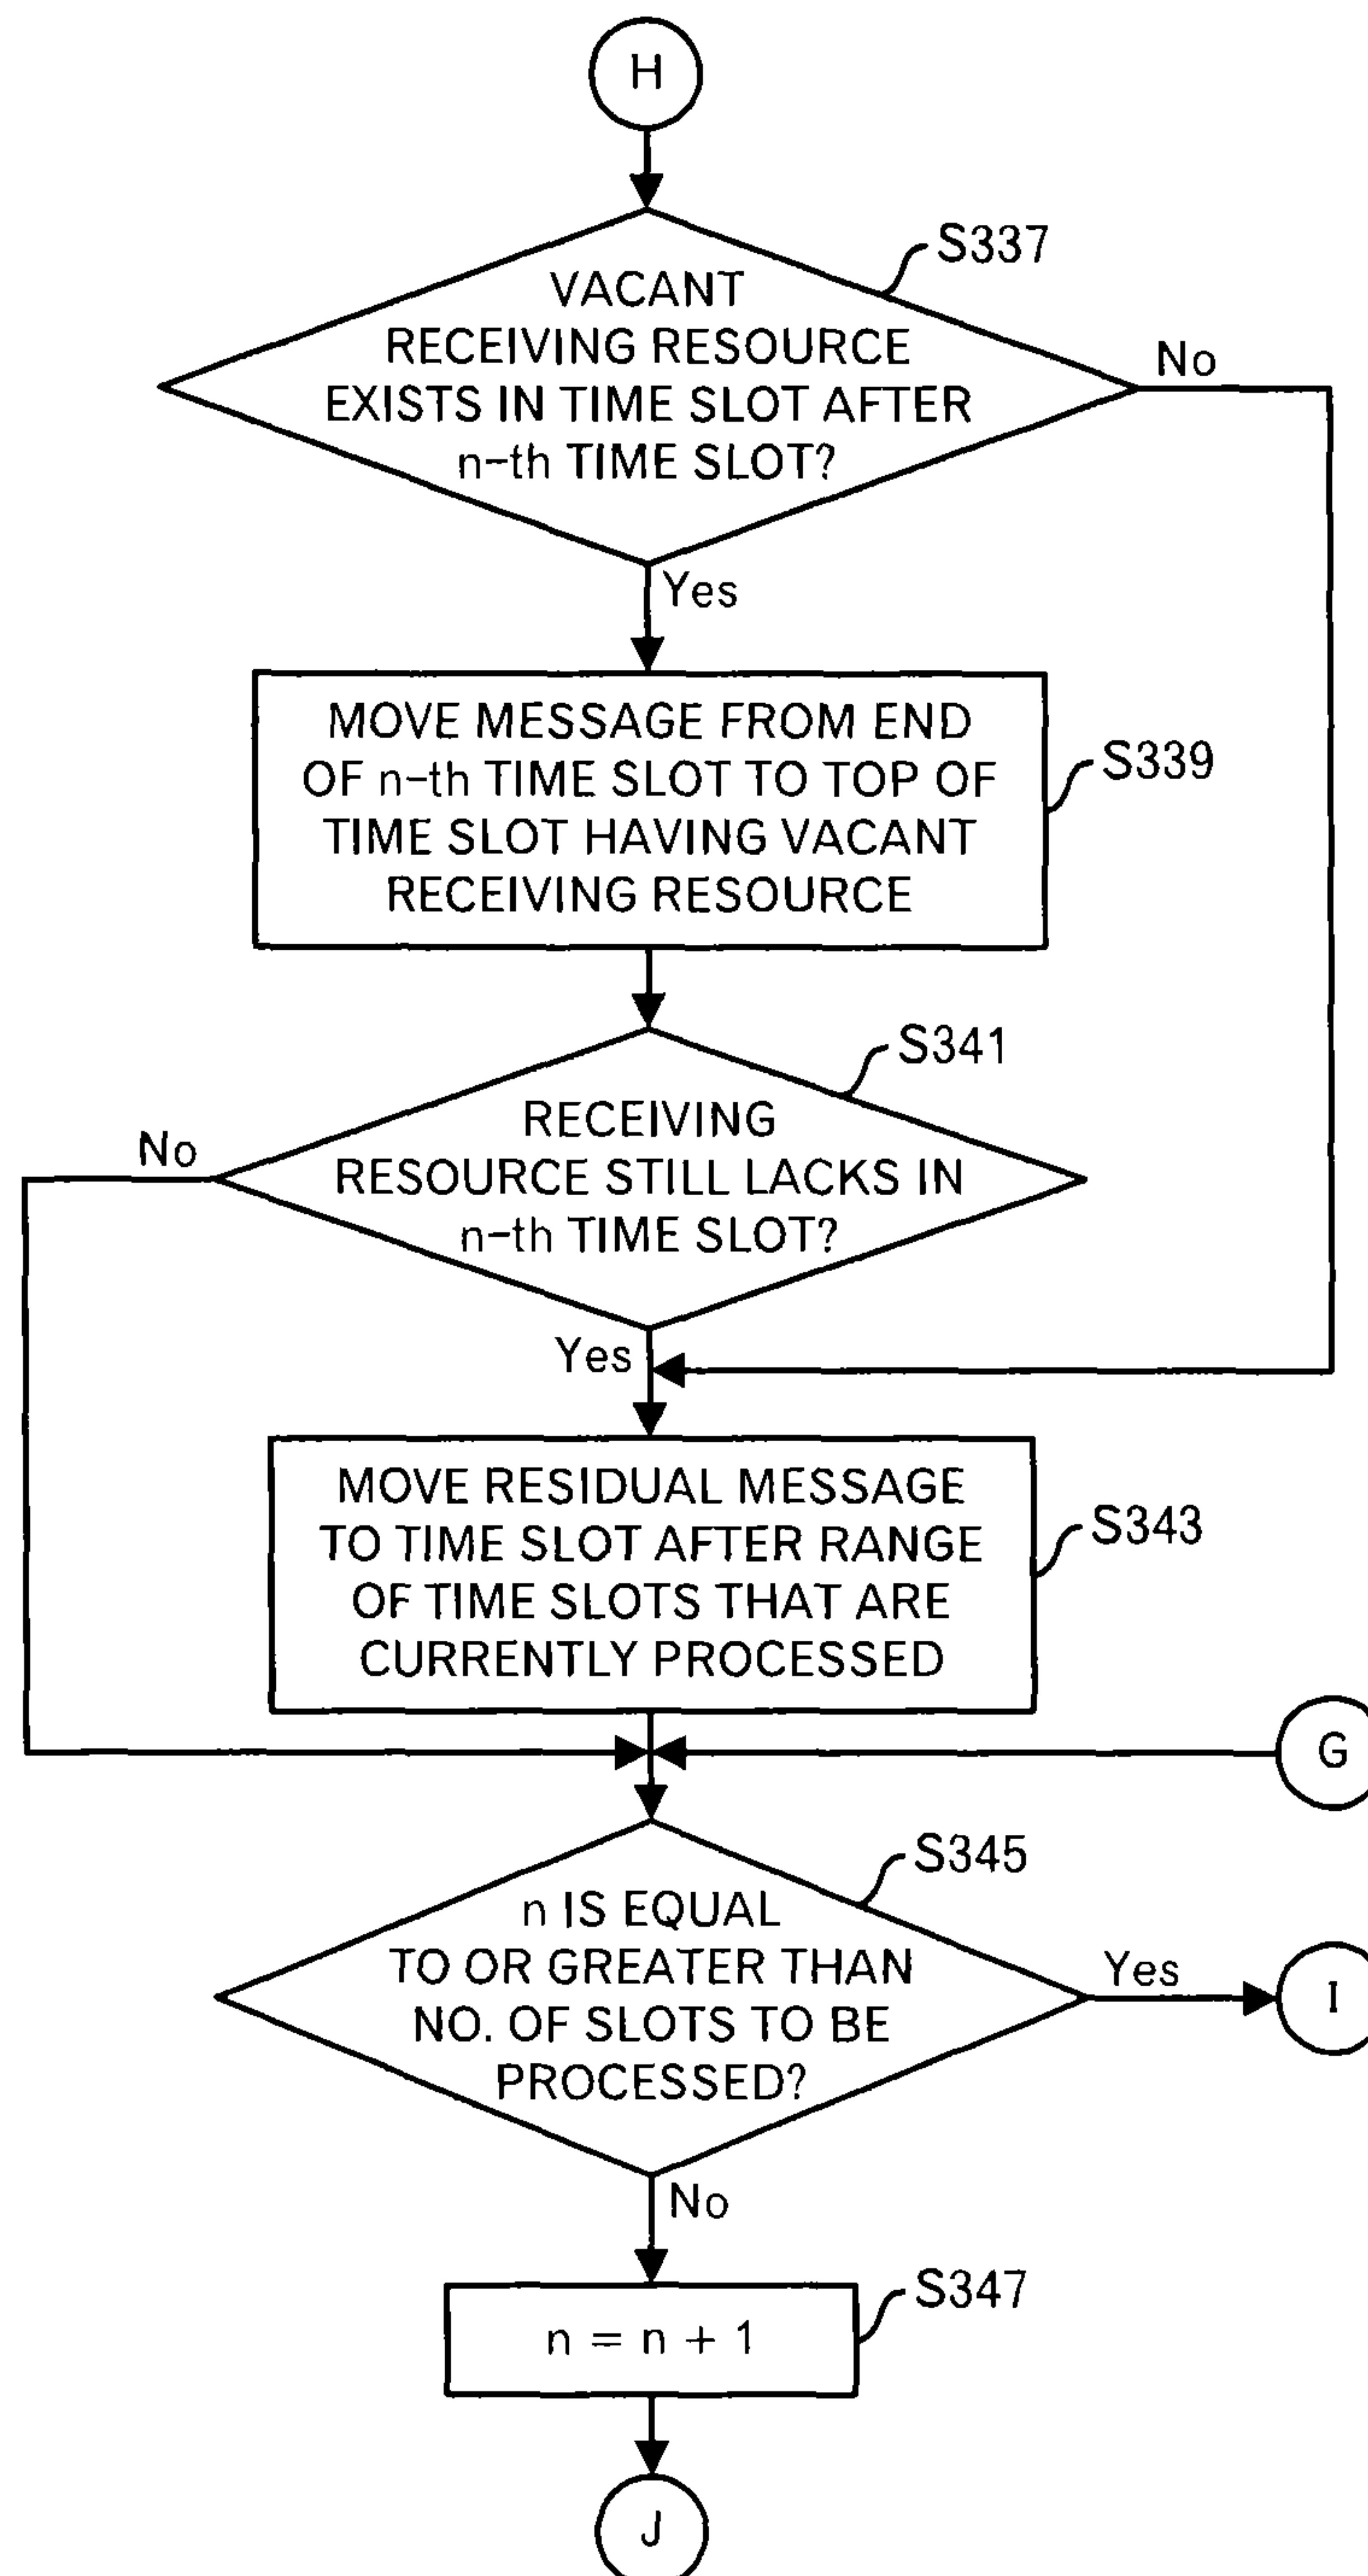 H
S337
VACANT
RECEIVING RESOURCE
EXISTS IN TIME SLOT AFTER
n-th TIME SLOT?
No
Yes
MOVE MESSAGE FROM END
OF n-th TIME SLOT TO TOP OF
TIME SLOT HAVING VACANT
RECEIVING RESOURCE
S339
S341
RECEIVING
RESOURCE STILL LACKS IN
n-th TIME SLOT?
No
Yes
MOVE RESIDUAL MESSAGE
TO TIME SLOT AFTER RANGE
OF TIME SLOTS THAT ARE
CURRENTLY PROCESSED
S343
G
S345
n IS EQUAL
TO OR GREATER THAN
NO. OF SLOTS TO BE
PROCESSED?
Yes
I
No
S347
n = n + 1
J